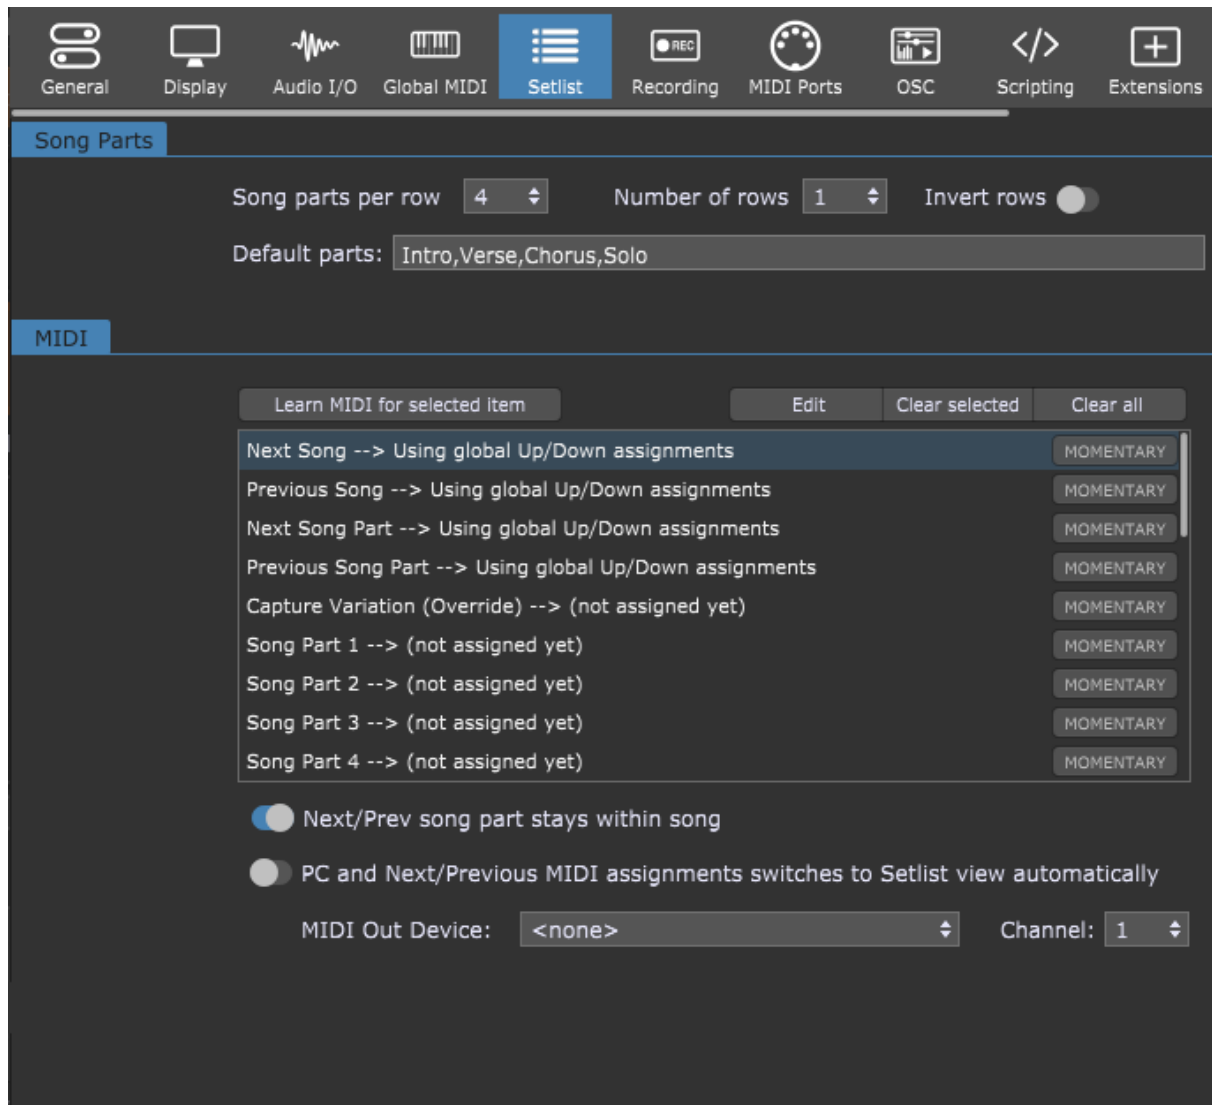 REC
General Display Audio I/O Global MIDI Setlist Recording MIDI Ports OSC Scripting Extensions
Song Parts
Song parts per row 4 Number of rows 1 Invert rows
Default parts: Intro,Verse,Chorus,Solo
MIDI
Learn MIDI for selected item Edit Clear selected Clear all
Next Song --> Using global Up/Down assignments MOMENTARY
Previous Song --> Using global Up/Down assignments MOMENTARY
Next Song Part --> Using global Up/Down assignments MOMENTARY
Previous Song Part --> Using global Up/Down assignments MOMENTARY
Capture Variation (Override) --> (not assigned yet) MOMENTARY
Song Part 1 --> (not assigned yet) MOMENTARY
Song Part 2 --> (not assigned yet) MOMENTARY
Song Part 3 --> (not assigned yet) MOMENTARY
Song Part 4 --> (not assigned yet) MOMENTARY
Next/Prev song part stays within song
PC and Next/Previous MIDI assignments switches to Setlist view automatically
MIDI Out Device: <none> Channel: 1